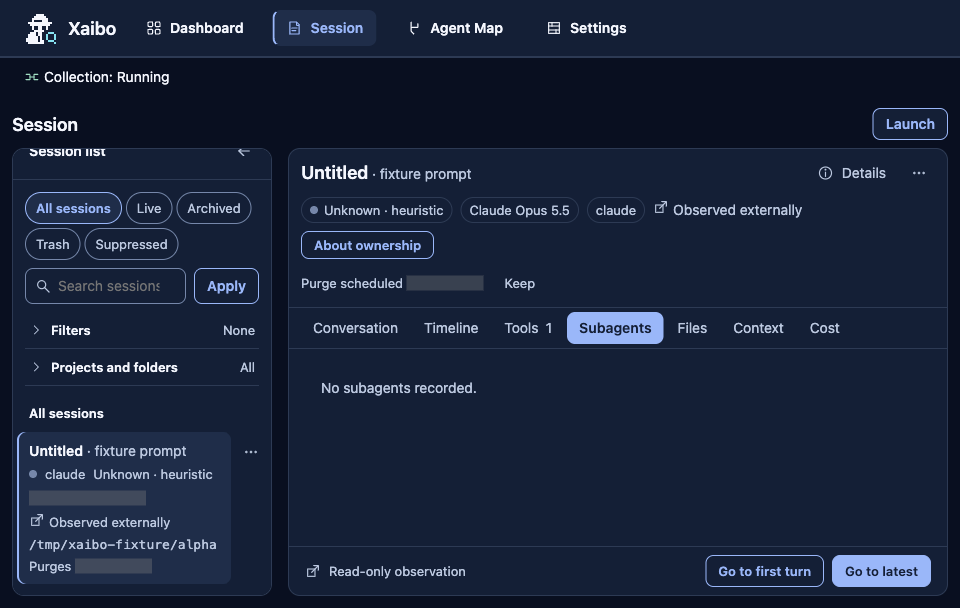 Xaibo Dashboard Session Agent Map Settings
Collection: Running
Session
Launch
Session list
All sessions Live Archived
Trash Suppressed
Search sessions Apply
Filters None
Projects and folders All
All sessions
Untitled · fixture prompt
claude Unknown · heuristic
Observed externally
/tmp/xaibo-fixture/alpha
Purges
Untitled · fixture prompt
Details
Unknown · heuristic Claude Opus 5.5 claude Observed externally
About ownership
Purge scheduled Keep
Conversation Timeline Tools 1 Subagents Files Context Cost
No subagents recorded.
Read-only observation
Go to first turn Go to latest